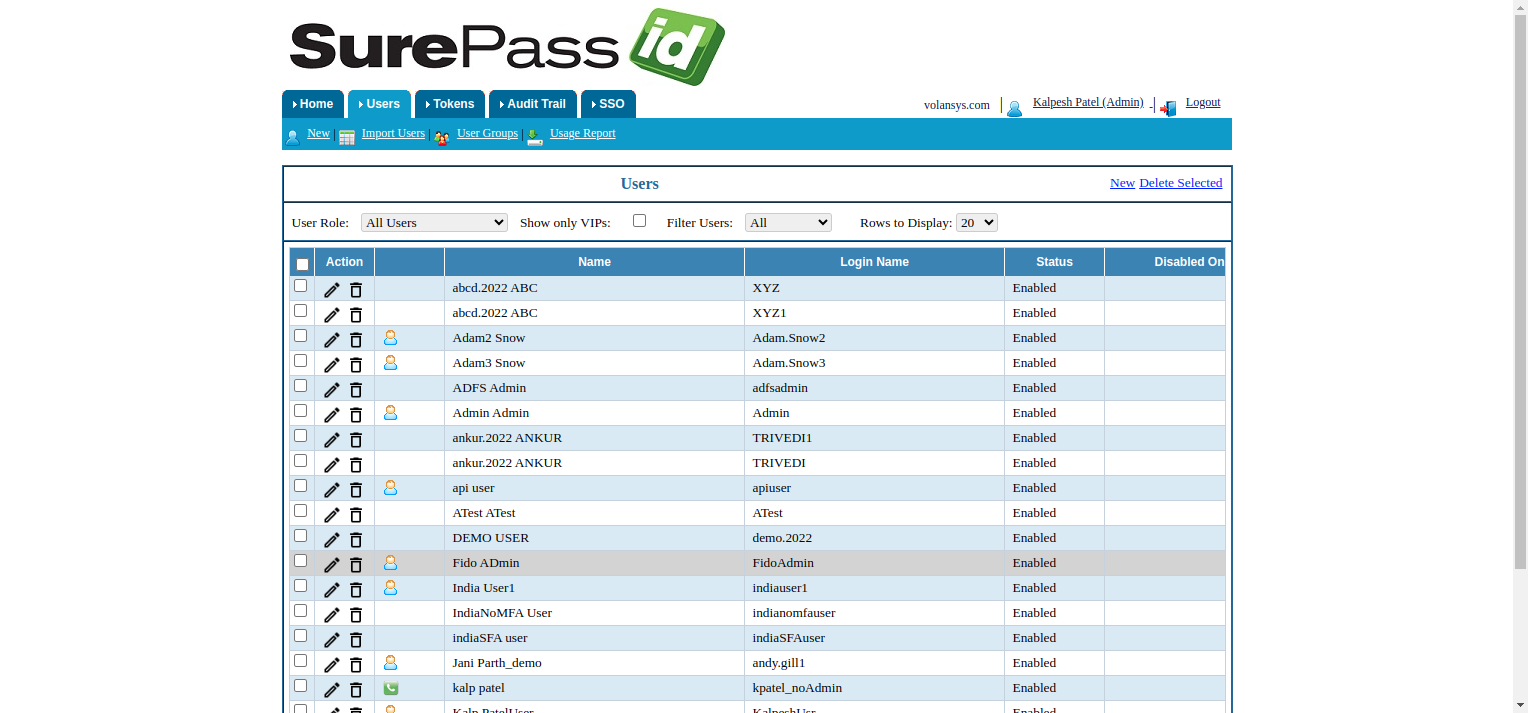 SurePass id
Home Users Tokens Audit Trail SSO
volansys.com | Kalpesh Patel (Admin) - | Logout
New | Import Users | User Groups | Usage Report
Users New Delete Selected
User Role: All Users Show only VIPs: Filter Users: All Rows to Display: 20
Action Name Login Name Status Disabled On
abcd.2022 ABC XYZ Enabled
abcd.2022 ABC XYZ1 Enabled
Adam2 Snow Adam.Snow2 Enabled
Adam3 Snow Adam.Snow3 Enabled
ADFS Admin adfsadmin Enabled
Admin Admin Admin Enabled
ankur.2022 ANKUR TRIVEDI1 Enabled
ankur.2022 ANKUR TRIVEDI Enabled
api user apiuser Enabled
ATest ATest ATest Enabled
DEMO USER demo.2022 Enabled
Fido ADmin FidoAdmin Enabled
India User1 indiauser1 Enabled
IndiaNoMFA User indianomfauser Enabled
indiaSFA user indiaSFAuser Enabled
Jani Parth_demo andy.gill1 Enabled
kalp patel kpatel_noAdmin Enabled
Kalp PatelUser KalpeshUsr Enabled